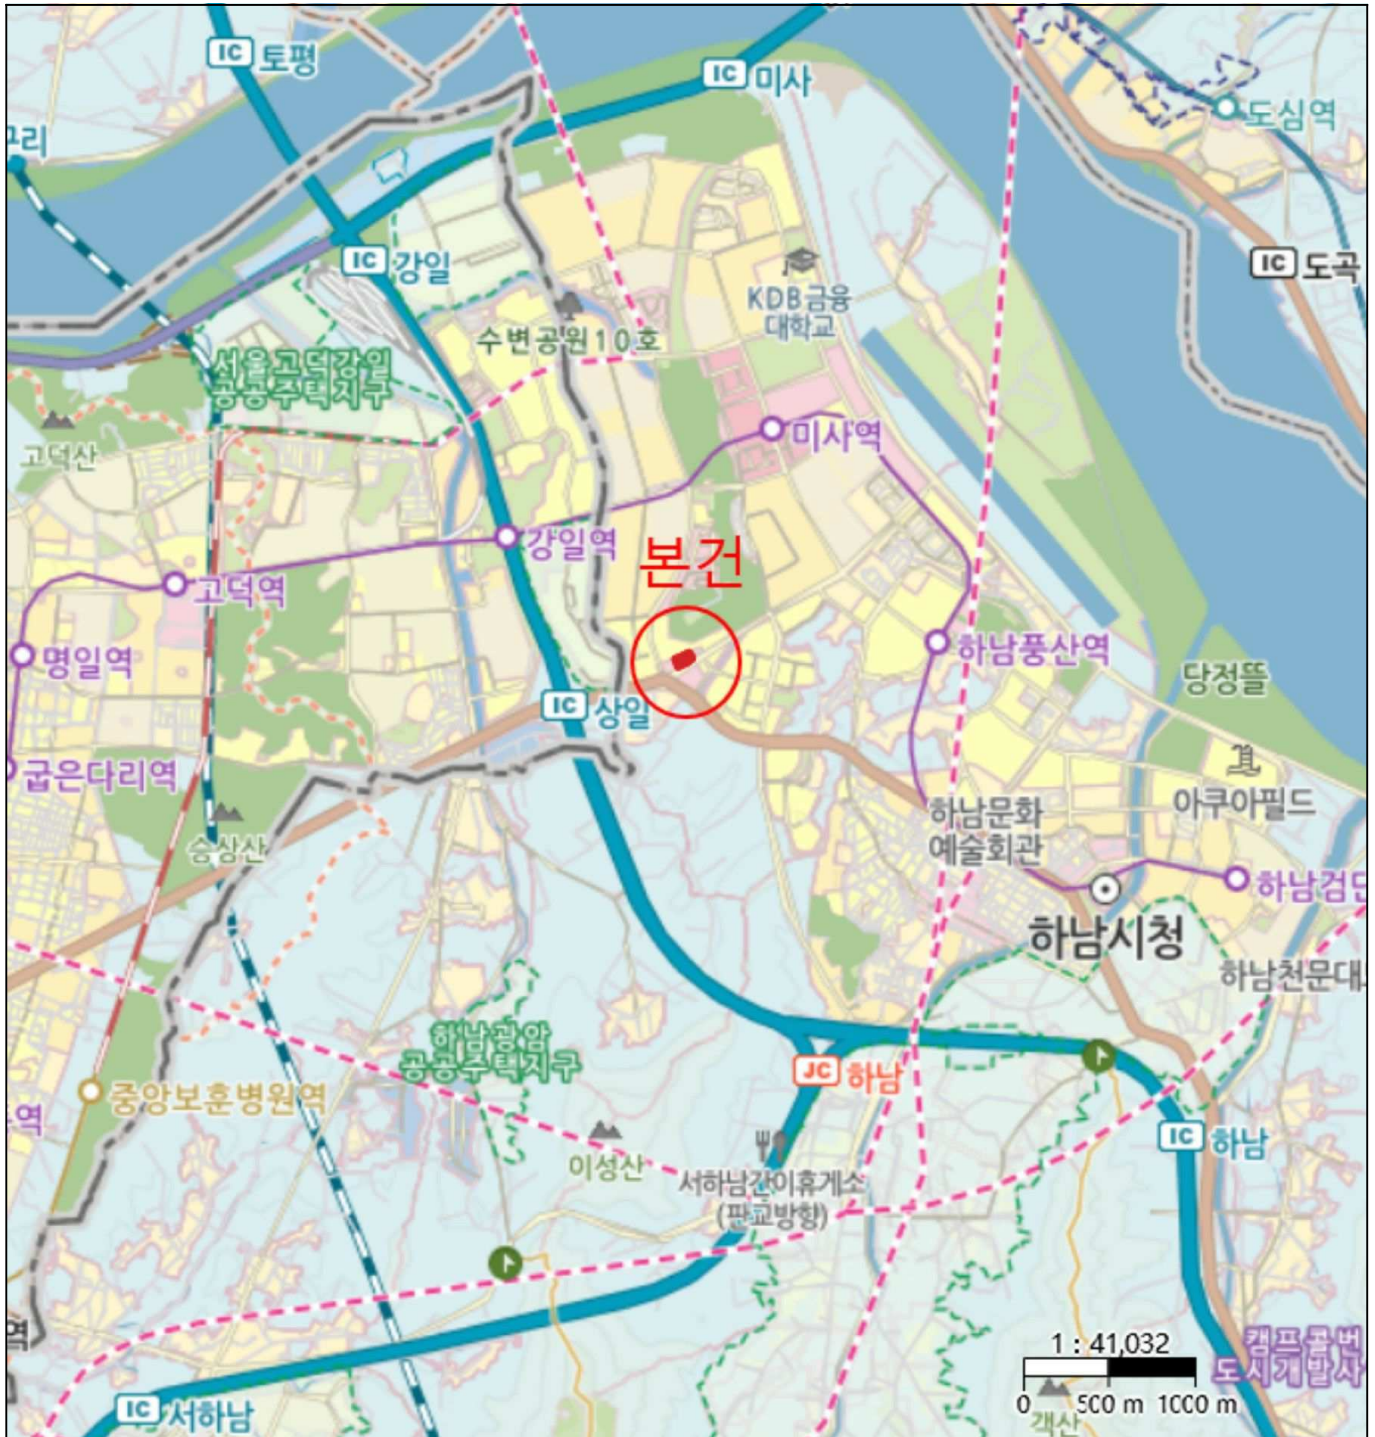 IC 토평
IC 미사
구리
도심역
IC 강일
IC 도곡
KDB금융
대학교
수변공원10호
서울고덕강일
공공주택지구
고덕산
미사역
강일역
본건
고덕역
명일역
하남풍산역
당정뜰
IC 상일
굽은다리역
아쿠아필드
하남문화
예술회관
승상산
하남검단
하남시청
하남천문대
하남광암
공공주택지구
JC 하남
중앙보훈병원역
역
IC 하남
이성산
서하남간이휴게소
(판교방향)
역
1 : 41,032
캠프콜번
도시개발사
0 500 m 1000 m
객산
IC 서하남